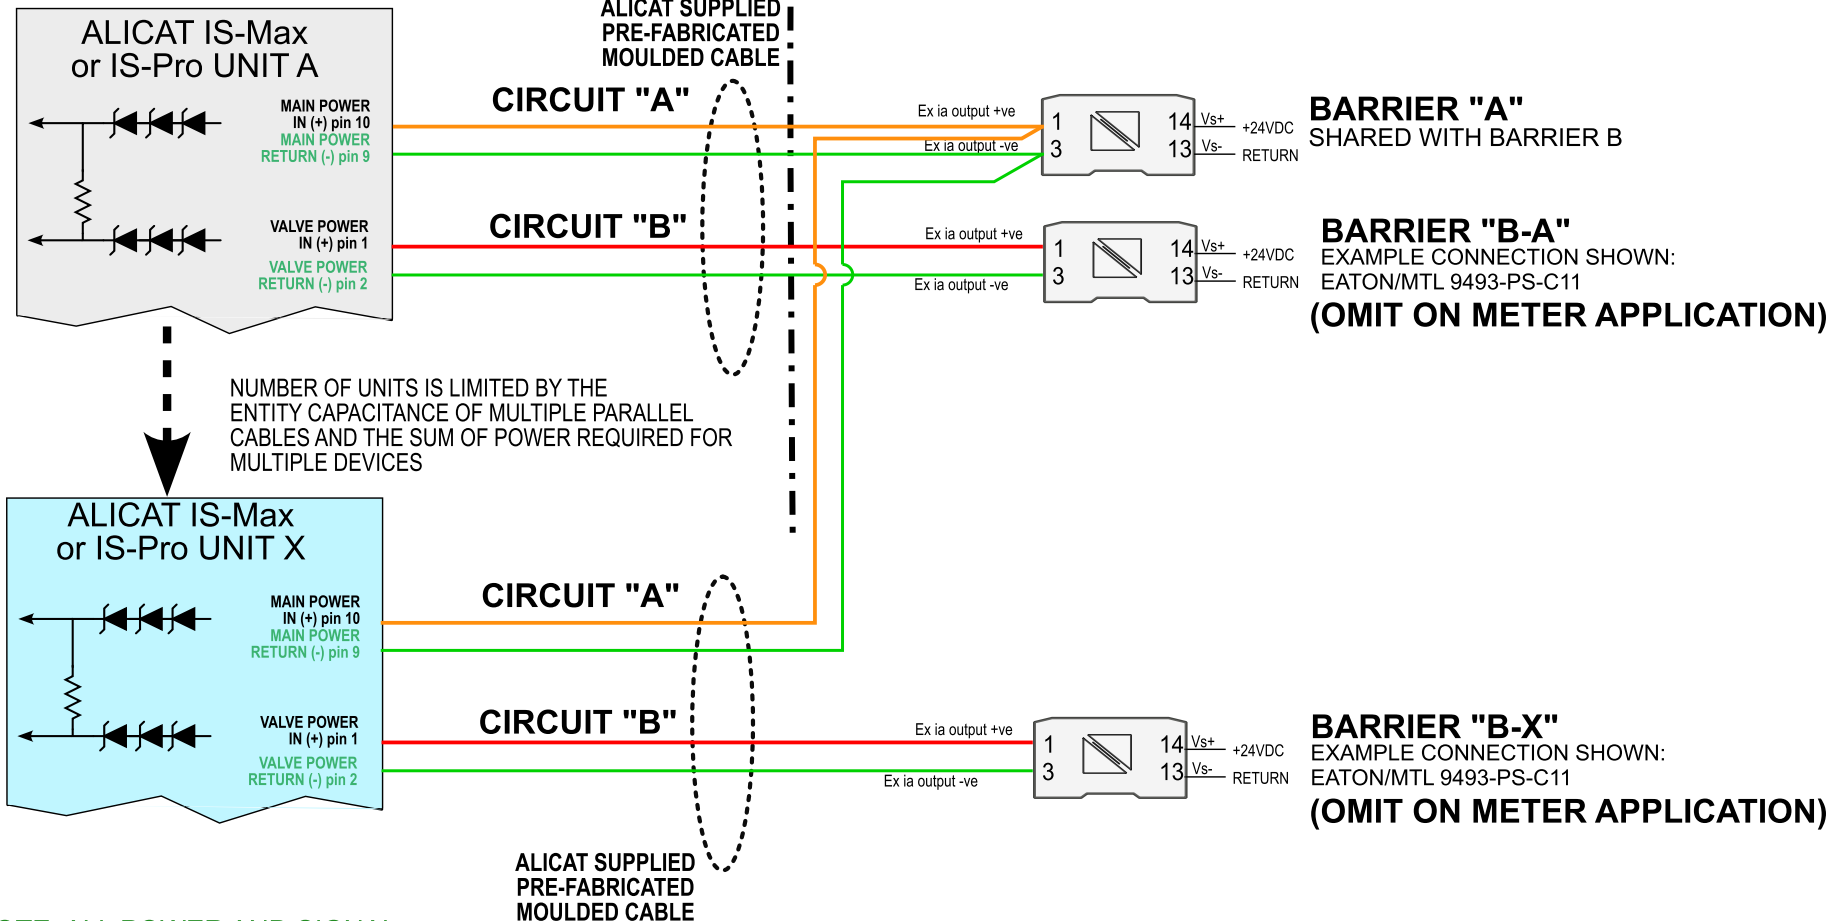 ALICAT IS-Max
or IS-Pro UNIT A
MAIN POWER
IN (+) pin 10
MAIN POWER
RETURN (-) pin 9
VALVE POWER
IN (+) pin 1
VALVE POWER
RETURN (-) pin 2
ALICAT SUPPLIED
PRE-FABRICATED
MOULDED CABLE
CIRCUIT "A"
CIRCUIT "B"
Ex ia output +ve
Ex ia output -ve
1
3
14
13
Vs+
Vs-
+24VDC
RETURN
BARRIER "A"
SHARED WITH BARRIER B
Ex ia output +ve
Ex ia output -ve
1
3
14
13
Vs+
Vs-
+24VDC
RETURN
BARRIER "B-A"
EXAMPLE CONNECTION SHOWN:
EATON/MTL 9493-PS-C11
(OMIT ON METER APPLICATION)
NUMBER OF UNITS IS LIMITED BY THE
ENTITY CAPACITANCE OF MULTIPLE PARALLEL
CABLES AND THE SUM OF POWER REQUIRED FOR
MULTIPLE DEVICES
ALICAT IS-Max
or IS-Pro UNIT X
MAIN POWER
IN (+) pin 10
MAIN POWER
RETURN (-) pin 9
VALVE POWER
IN (+) pin 1
VALVE POWER
RETURN (-) pin 2
CIRCUIT "A"
CIRCUIT "B"
Ex ia output +ve
Ex ia output -ve
1
3
14
13
Vs+
Vs-
+24VDC
RETURN
BARRIER "B-X"
EXAMPLE CONNECTION SHOWN:
EATON/MTL 9493-PS-C11
(OMIT ON METER APPLICATION)
ALICAT SUPPLIED
PRE-FABRICATED
MOULDED CABLE